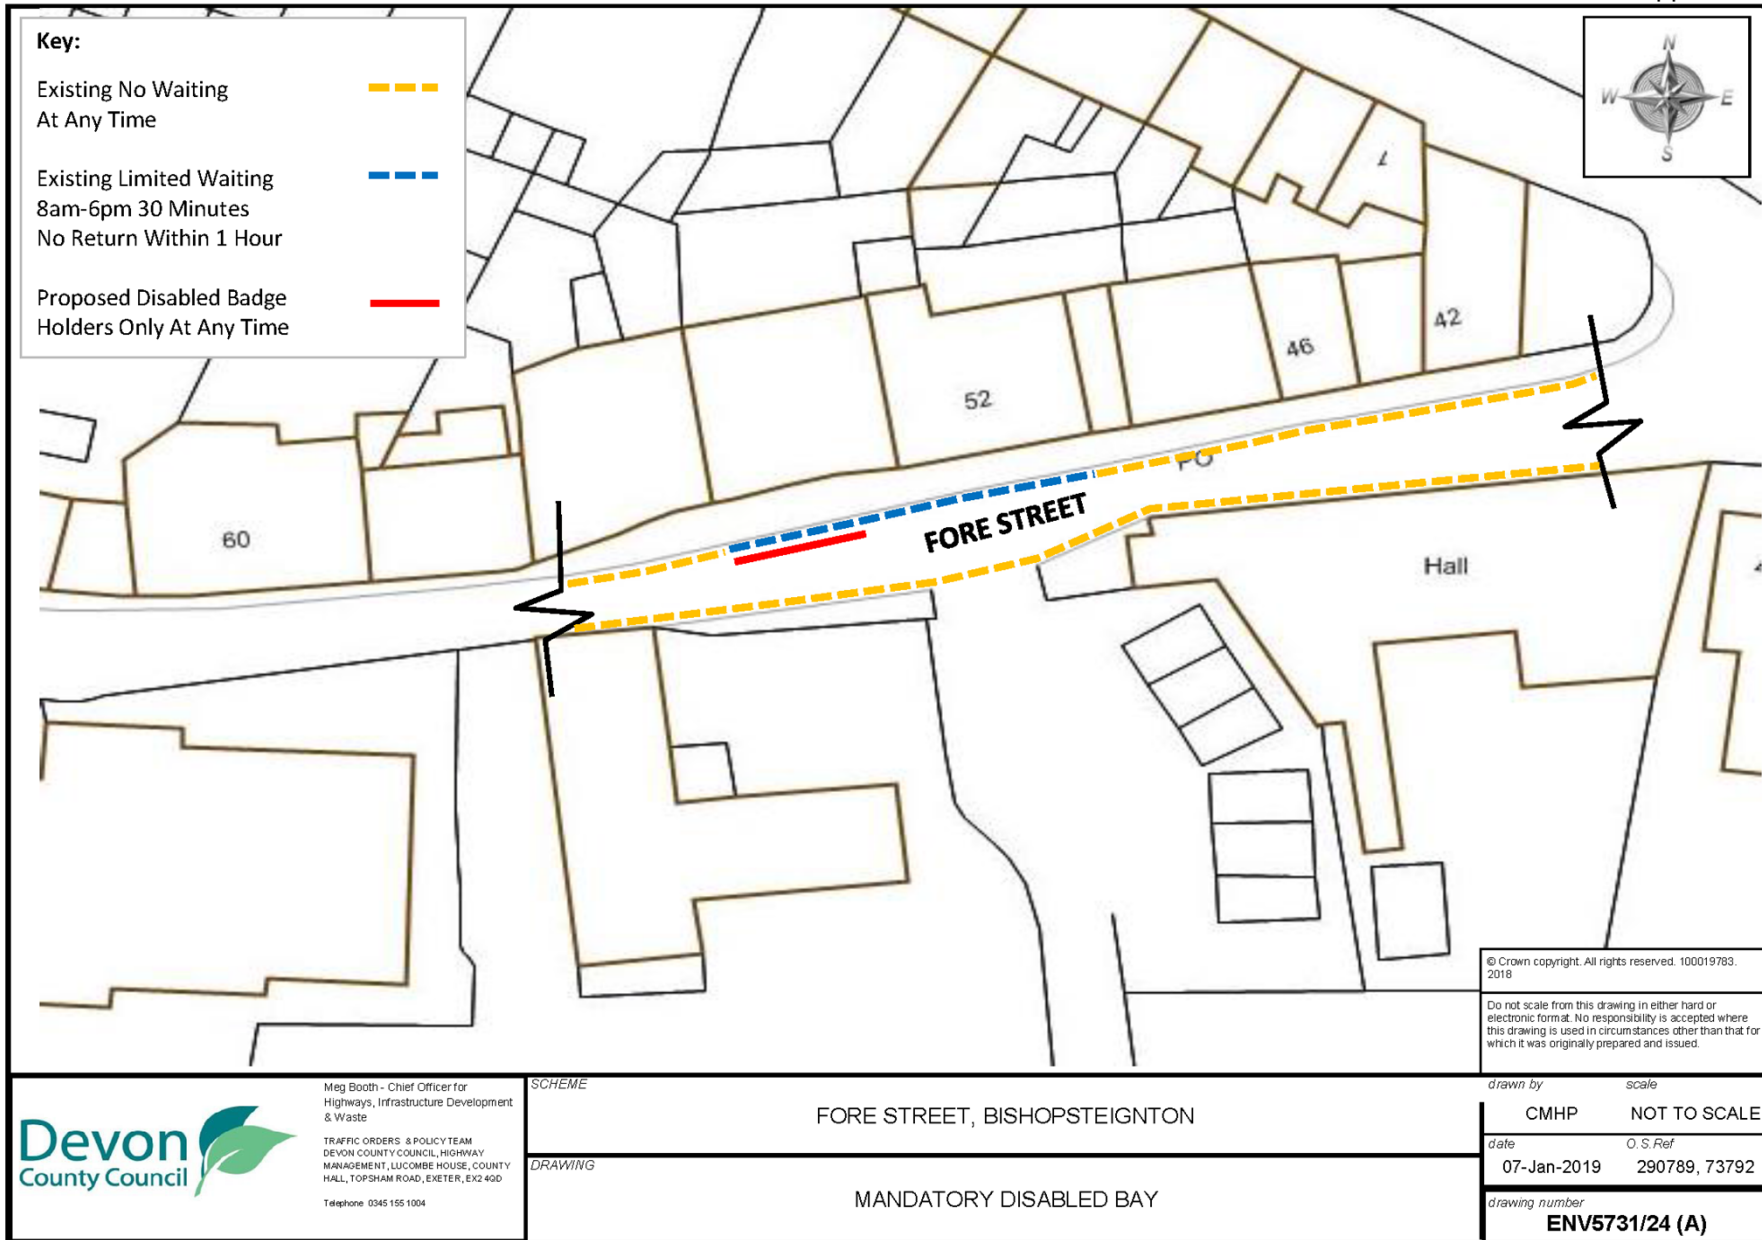 Key:
Existing No Waiting
At Any Time
Existing Limited Waiting
8am-6pm 30 Minutes
No Return Within 1 Hour
Proposed Disabled Badge
Holders Only At Any Time
N
W
E
S
42
46
52
60
PO
FORE STREET
Hall
© Crown copyright. All rights reserved. 100019783.
2018
Do not scale from this drawing in either hard or
electronic format. No responsibility is accepted where
this drawing is used in circumstances other than that for
which it was originally prepared and issued.
Devon
County Council
Meg Booth - Chief Officer for
Highways, Infrastructure Development
& Waste
TRAFFIC ORDERS & POLICY TEAM
DEVON COUNTY COUNCIL, HIGHWAY
MANAGEMENT, LUCOMBE HOUSE, COUNTY
HALL, TOPSHAM ROAD, EXETER, EX2 4QD
Telephone 0345 155 1004
SCHEME
FORE STREET, BISHOPSTEIGNTON
DRAWING
MANDATORY DISABLED BAY
drawn by
CMHP
scale
NOT TO SCALE
date
07-Jan-2019
O.S.Ref
290789, 73792
drawing number
ENV5731/24 (A)